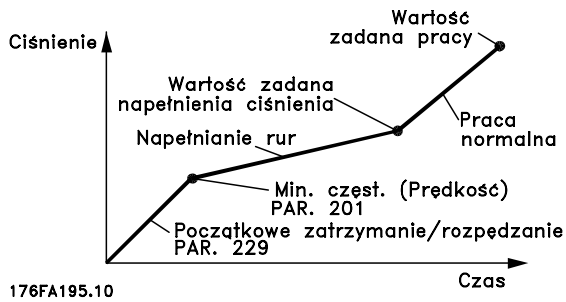 Wartość
zadana pracy
Ciśnienie
Wartość zadana
napełnienia ciśnienia
Praca
normalna
Napełnianie rur
Min. częst. (Prędkość)
PAR. 201
Początkowe zatrzymanie/rozpędzanie
PAR. 229
Czas
176FA195.10